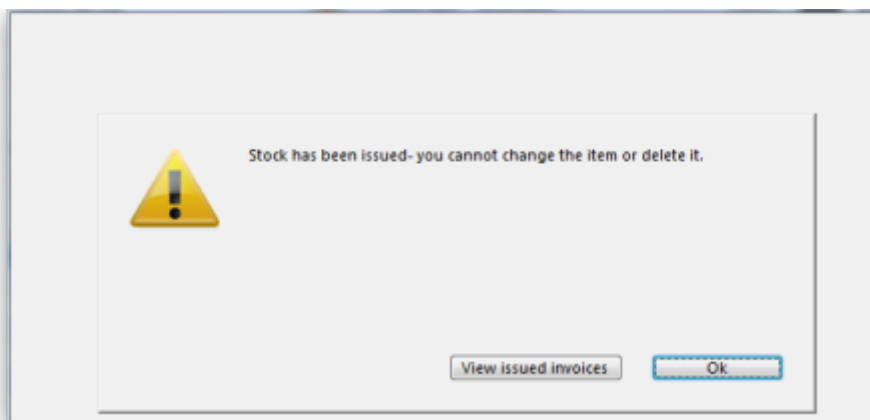 Stock has been issued- you cannot change the item or delete it.
View issued invoices
Ok